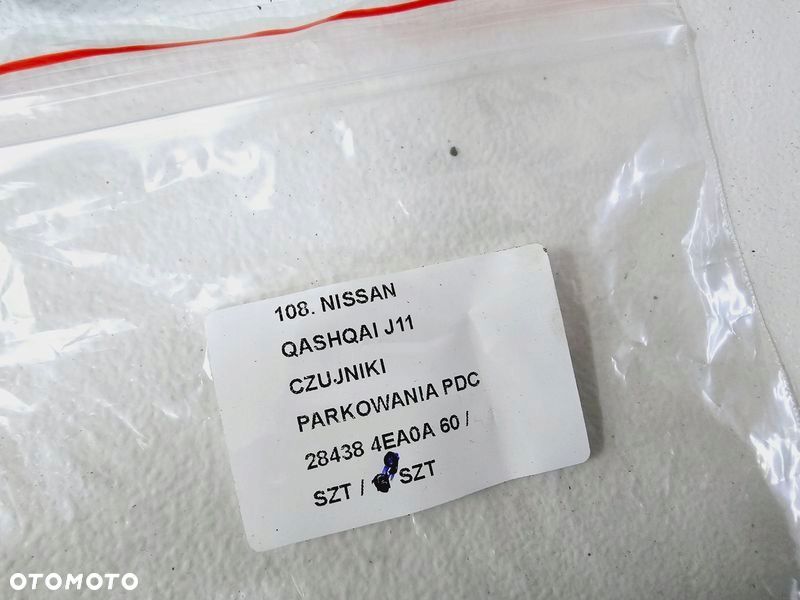 108. NISSAN
QASHQAI J11
CZUJNIKI
PARKOWANIA PDC
28438 4EA0A 60 /
SZT / SZT
OTOMOTO